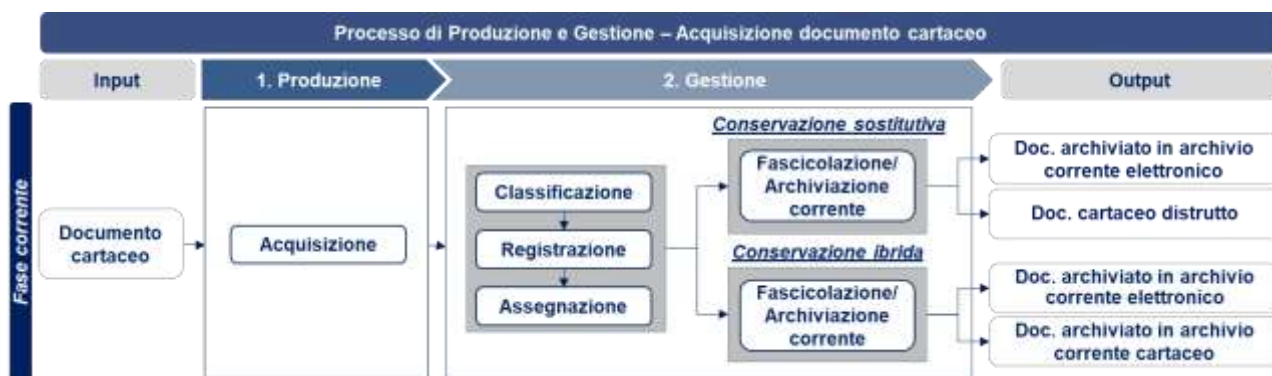 Processo di Produzione e Gestione – Acquisizione documento cartaceo
Input
1. Produzione
2. Gestione
Output
Fase corrente
Documento
cartaceo
Acquisizione
Classificazione
Registrazione
Assegnazione
Conservazione sostitutiva
Fascicolazione/
Archiviazione
corrente
Conservazione ibrida
Fascicolazione/
Archiviazione
corrente
Doc. archiviato in archivio
corrente elettronico
Doc. cartaceo distrutto
Doc. archiviato in archivio
corrente elettronico
Doc. archiviato in archivio
corrente cartaceo